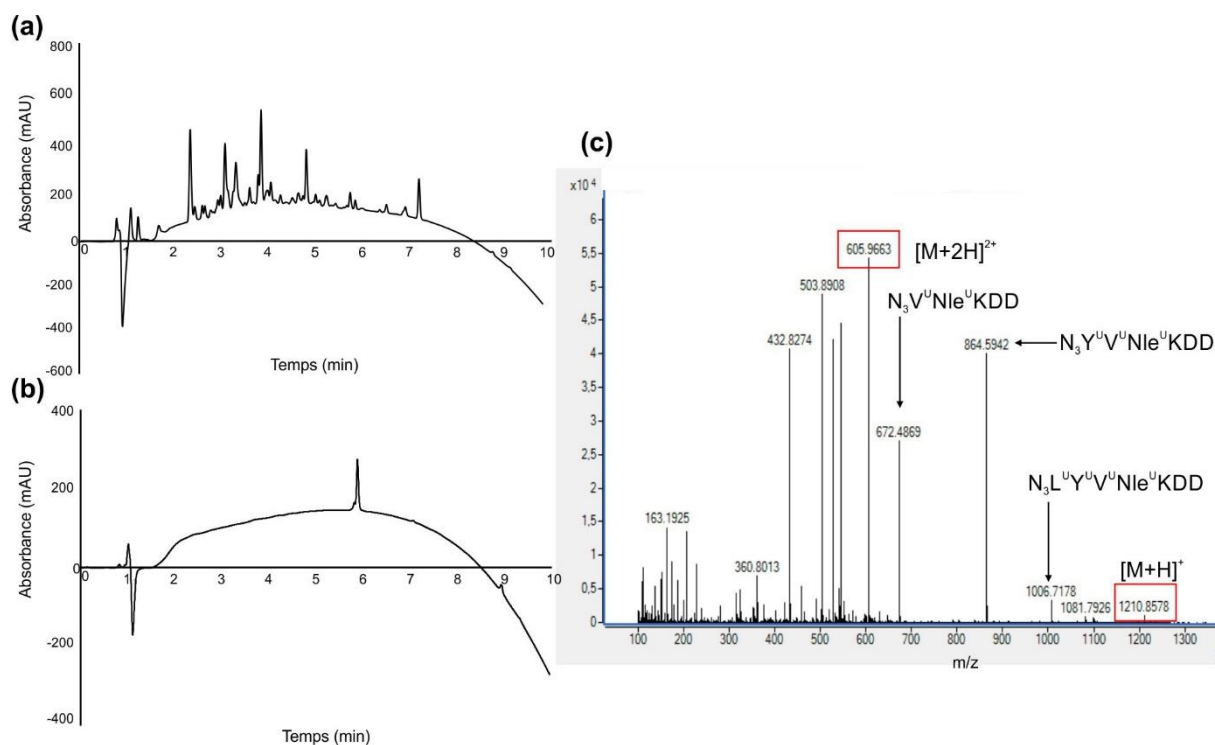 (a)
800
600
400
200
0
-200
-400
-600
Absorbance (mAU)
0 1 2 3 4 5 6 7 8 9 10
Temps (min)
(b)
400
200
0
-200
-400
Absorbance (mAU)
0 1 2 3 4 5 6 7 8 9 10
Temps (min)
(c)
x10⁴
6
5,5
5
4,5
4
3,5
3
2,5
2
1,5
1
0,5
0
605.9663
[M+2H]²⁺
503.8908
N₃VᵁNleᵁKDD
432.8274
864.5942
N₃YᵁVᵁNleᵁKDD
672.4869
N₃LᵁYᵁVᵁNleᵁKDD
163.1925
[M+H]⁺
360.8013
1006.7178
1081.7926
1210.8578
100 200 300 400 500 600 700 800 900 1000 1100 1200 1300
m/z